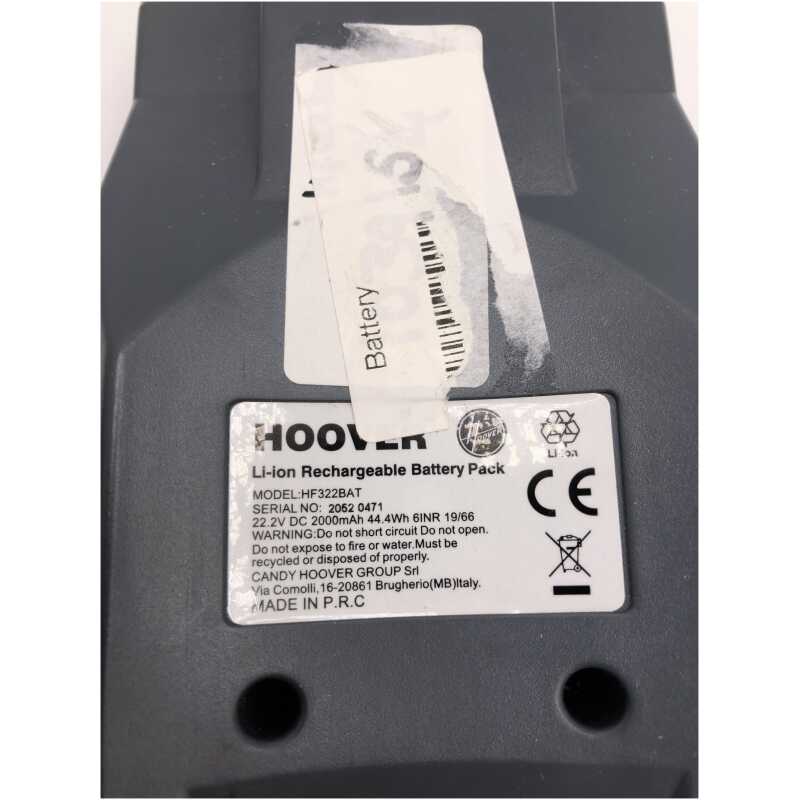 Battery
HOOVER
HOOVER
Li-ion
Li-ion Rechargeable Battery Pack
MODEL:HF322BAT
SERIAL NO: 2052 0471
22.2V DC 2000mAh 44.4Wh 6INR 19/66
WARNING:Do not short circuit Do not open.
Do not expose to fire or water.Must be
recycled or disposed of properly.
CANDY HOOVER GROUP Srl
Via Comolli,16-20861 Brugherio(MB)Italy.
MADE IN P.R.C
CE